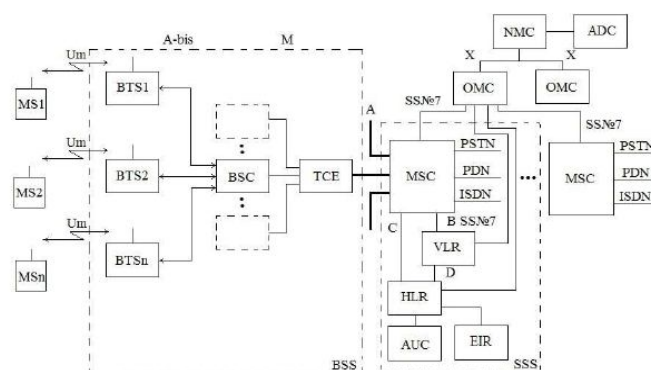 NMC
ADC
A-bis
M
X
X
Um
BTS1
OMC
OMC
MS1
A
SS№7
SS№7
Um
PSTN
PSTN
BTS2
BSC
TCE
MSC
PDN
MSC
PDN
MS2
ISDN
ISDN
Um
C
B
SS№7
BTSn
VLR
MSn
D
HLR
AUC
EIR
BSS
SSS